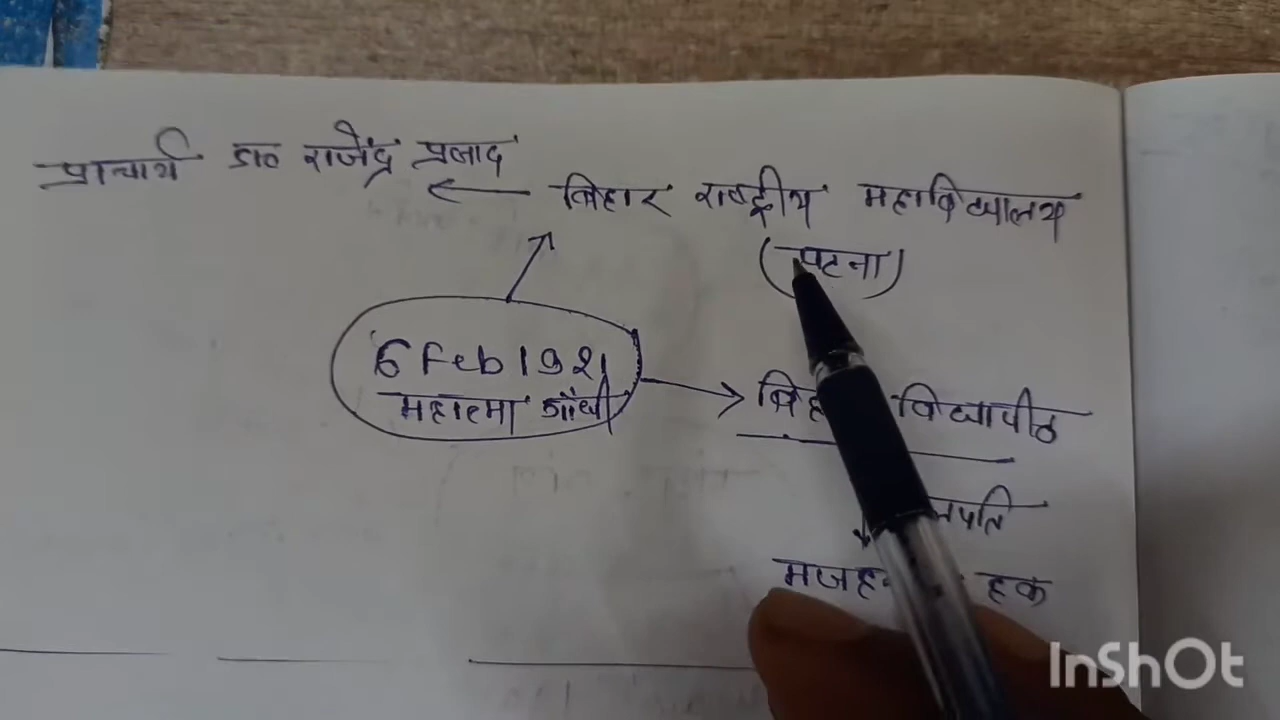 प्राचार्य डा० राजेंद्र प्रसाद
बिहार राष्ट्रीय महाविद्यालय
(पटना)
6 Feb 1921
महात्मा गाँधी
विद्यापीठ
हक
InShOt